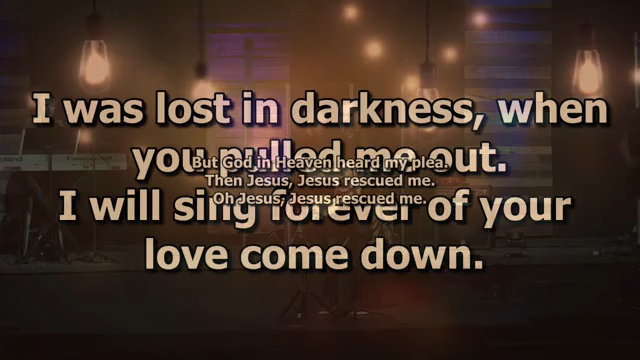 I was lost in darkness, when
you pulled me out.
But God in Heaven heard my plea.
Then Jesus, Jesus rescued me.
Oh Jesus, Jesus rescued me.
I will sing forever of your
love come down.
Roland